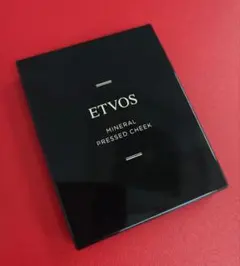 ETVOS
MINERAL
PRESSED CHEEK